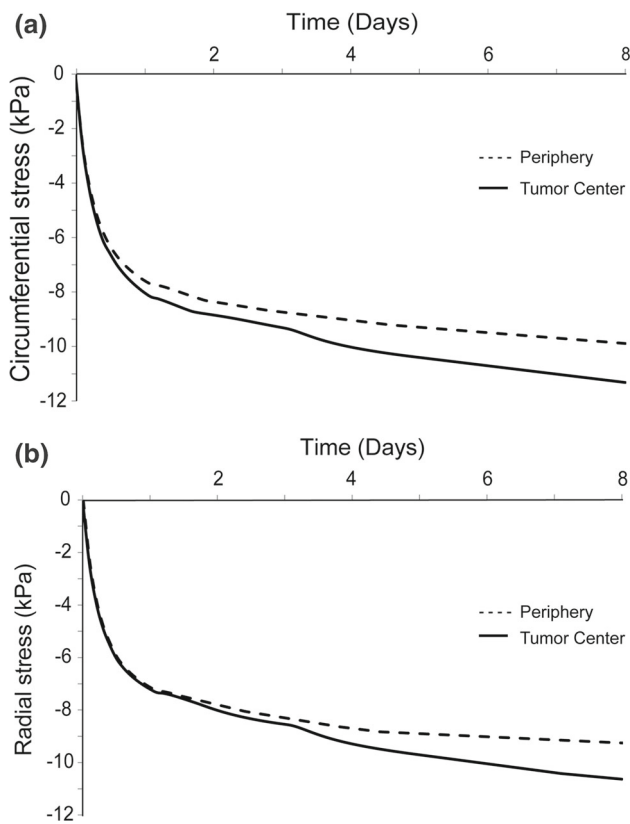 (a)
Time (Days)
2 4 6 8
0
-2
-4
-6
-8
-10
-12
Circumferential stress (kPa)
Periphery
Tumor Center
(b)
Time (Days)
2 4 6 8
0
-2
-4
-6
-8
-10
-12
Radial stress (kPa)
Periphery
Tumor Center